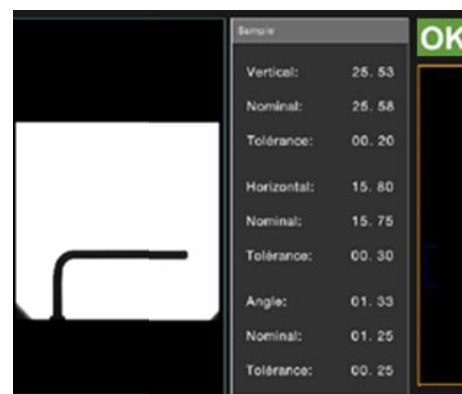 Sample
OK
Vertical: 25.53
Nominal: 25.58
Tolérance: 00.20
Horizontal: 15.80
Nominal: 15.75
Tolérance: 00.30
Angle: 01.33
Nominal: 01.25
Tolérance: 00.25